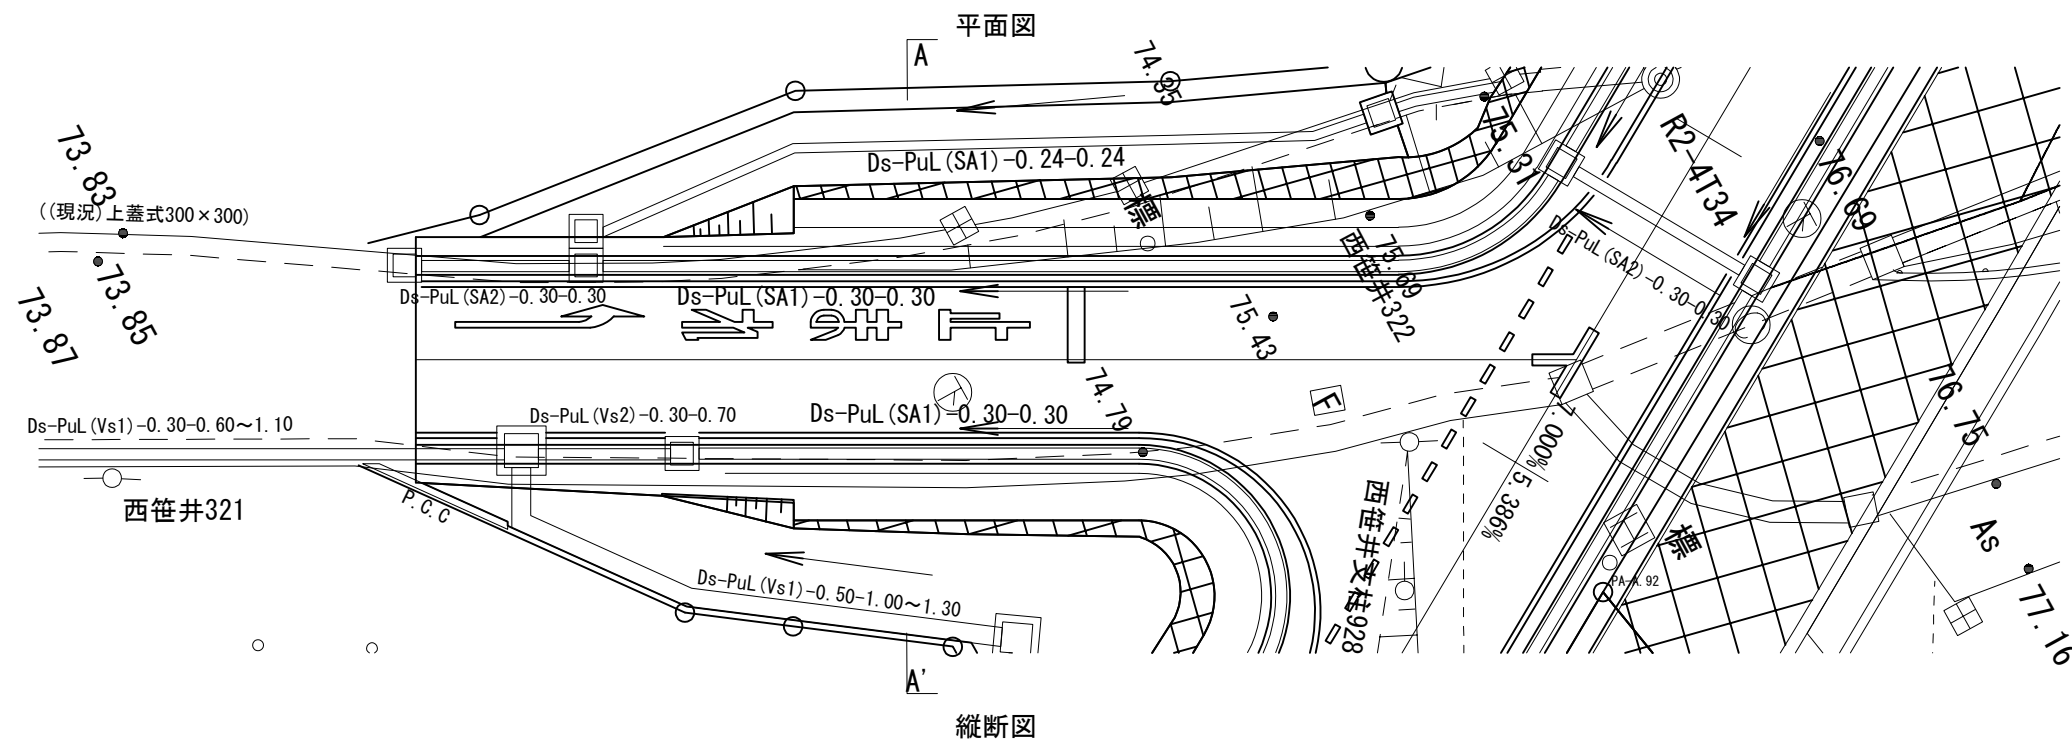 平面図
A
74.35
73.83
Ds-PuL(SA1)-0.24-0.24
75.31
R2-4T34
76.69
((現況)上蓋式300×300)
標
73.85
73.87
Ds-PuL(SA2)-0.30-0.30
Ds-PuL(SA1)-0.30-0.30
75.69
西笹井322
Ds-PuL(SA2)-0.30-0.30
75.43
74.79
F
76.75
Ds-PuL(Vs1)-0.30-0.60～1.10
Ds-PuL(Vs2)-0.30-0.70
Ds-PuL(SA1)-0.30-0.30
.000%
5.386%
西笹井321
P.C.C
西笹井支柱928
標
As
Ds-PuL(Vs1)-0.50-1.00～1.30
77.16
A'
縦断図